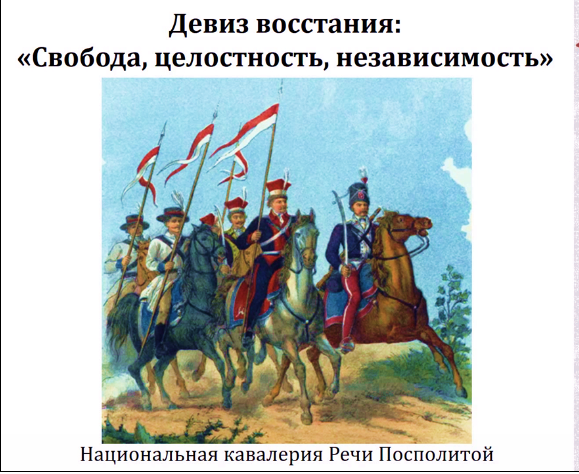 Девиз восстания:
«Свобода, целостность, независимость»
Национальная кавалерия Речи Посполитой